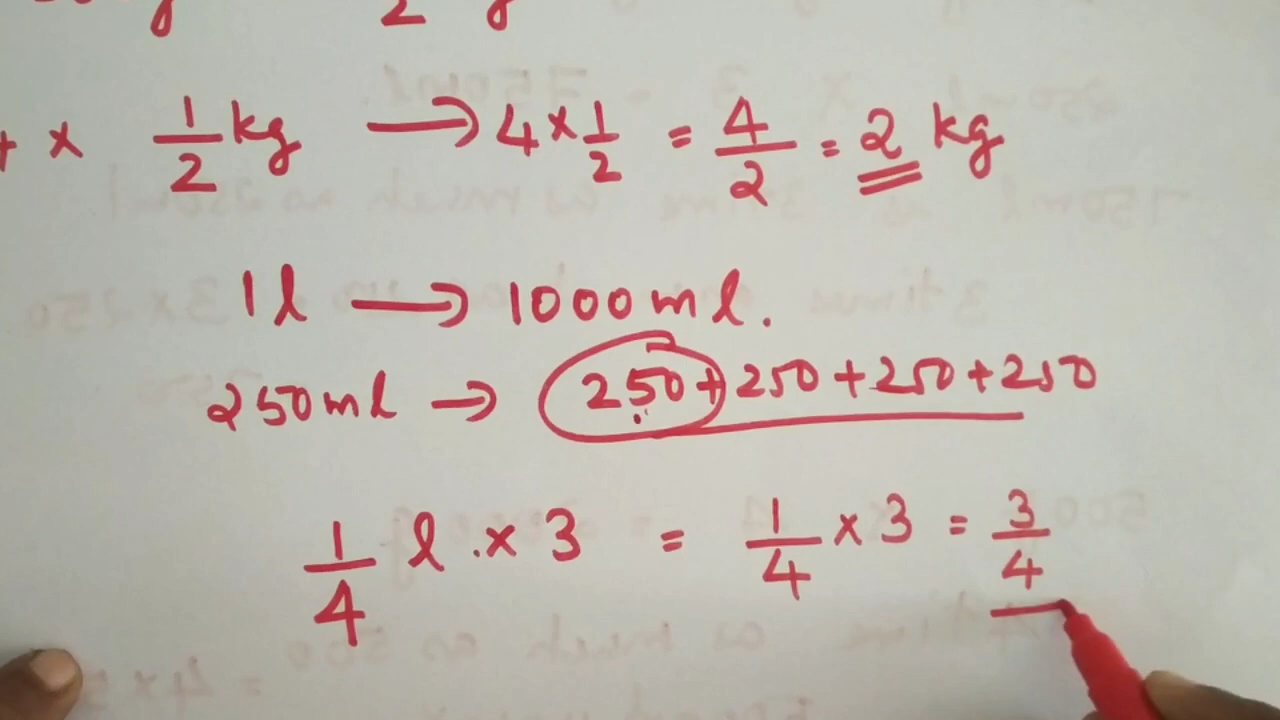 × 1/2 kg → 4 × 1/2 = 4/2 = 2 kg
1 l → 1000 ml.
250 ml → 250 + 250 + 250 + 250
1/4 l . × 3 = 1/4 × 3 = 3/4